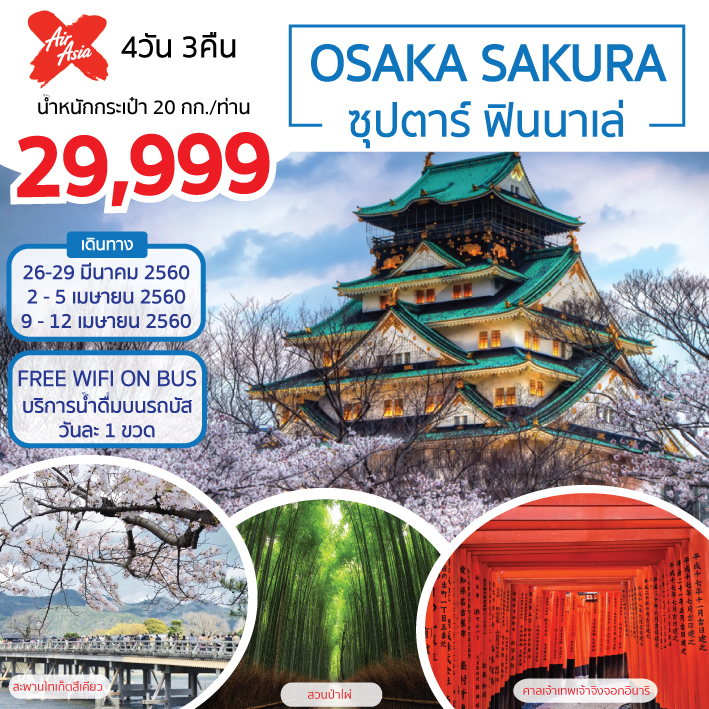 Air
Asia
4วัน 3คืน
น้ำหนักกระเป๋า 20 กก./ท่าน
29,999
OSAKA SAKURA
ซุปตาร์ ฟินนาเล่
เดินทาง
26-29 มีนาคม 2560
2 - 5 เมษายน 2560
9 - 12 เมษายน 2560
FREE WIFI ON BUS
บริการน้ำดื่มบนรถบัส
วันละ 1 ขวด
สะพานโทเก็ตสึเคียว
สวนป่าไผ่
ศาลเจ้าเทพเจ้าจิ้งจอกอินาริ